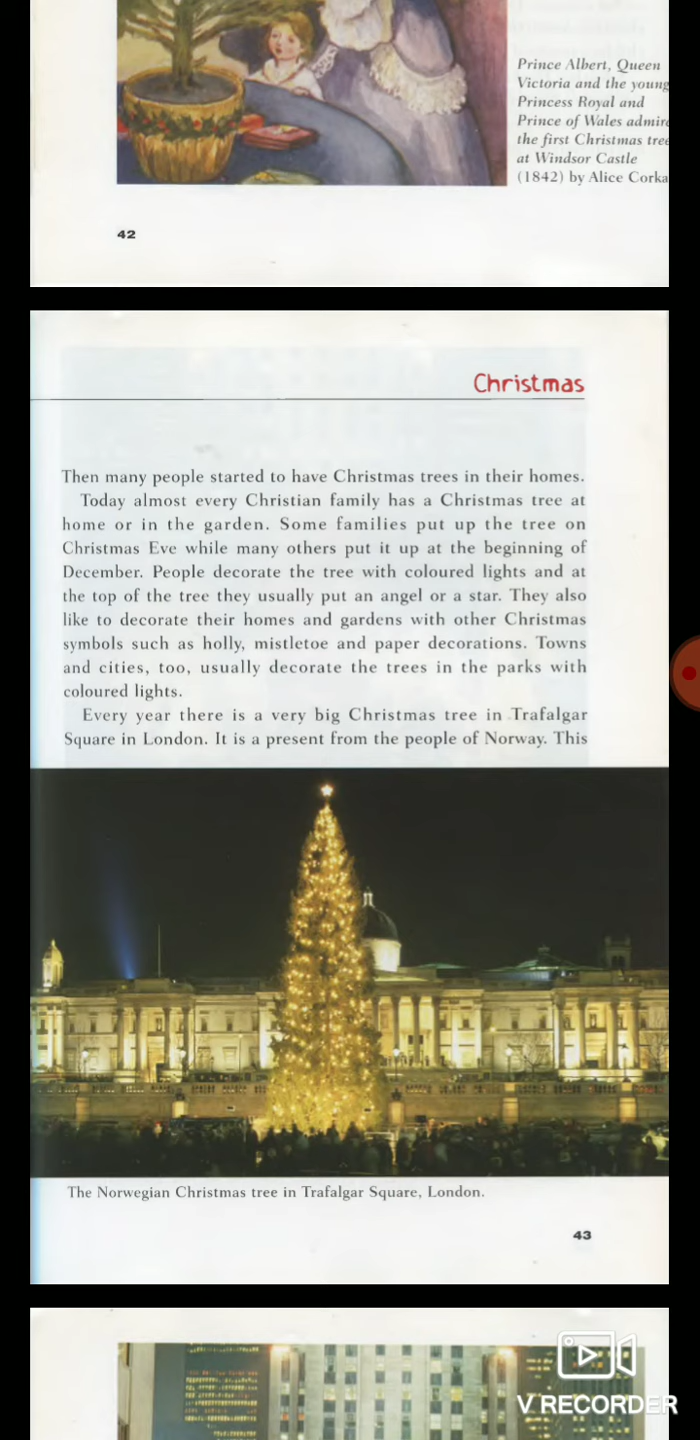 Prince Albert, Queen
Victoria and the young
Princess Royal and
Prince of Wales
the first Christmas
at Windsor Castle
(1842) by Alice
42
Christmas
Then many people started to have Christmas trees in their homes.
Today almost every Christian family has a Christmas tree at
home or in the garden. Some families put up the tree on
Christmas Eve while many others put it up at the beginning of
December. People decorate the tree with coloured lights and at
the top of the tree they usually put an angel or a star. They also
like to decorate their homes and gardens with other Christmas
symbols such as holly, mistletoe and paper decorations. Towns
and cities, too, usually decorate the trees in the parks with
coloured lights.
Every year there is a very big Christmas tree in Trafalgar
Square in London. It is a present from the people of Norway. This
The Norwegian Christmas tree in Trafalgar Square, London.
43
V RECORDER